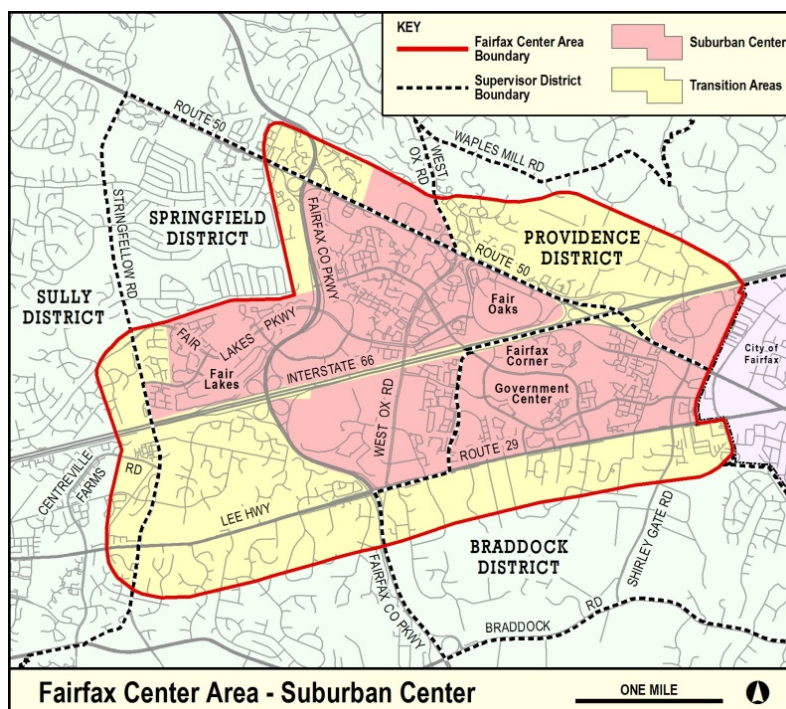 KEY
Fairfax Center Area
Boundary
Supervisor District
Boundary
Suburban Center
Transition Areas
ROUTE 50
WEST
OX RD
WAPLES MILL RD
STRINGFELLOW RD
SPRINGFIELD
DISTRICT
FAIRFAX CO PKWY
PROVIDENCE
DISTRICT
ROUTE 50
SULLY
DISTRICT
Fair
Oaks
FAIR
LAKES PKWY
Fair
Lakes
INTERSTATE 66
WEST OX RD
Fairfax
Corner
Government
Center
City of
Fairfax
ROUTE 29
CENTREVILLE
FARMS
RD
LEE HWY
SHIRLEY GATE RD
BRADDOCK
DISTRICT
FAIRFAX CO PKWY
BRADDOCK
RD
Fairfax Center Area - Suburban Center
ONE MILE